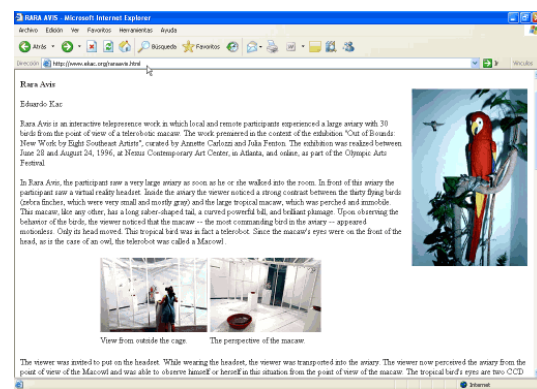 RARA AVIS - Microsoft Internet Explorer
Archivo Edición Ver Favoritos Herramientas Ayuda
Atrás Búsqueda Favoritos
Dirección http://www.ekac.org/raraavis.html Ir Vínculos
Rara Avis
Eduardo Kac
Rara Avis is an interactive telepresence work in which local and remote participants experienced a large aviary with 30
birds from the point of view of a telerobotic macaw. The work premiered in the context of the exhibition "Out of Bounds:
New Work by Eight Southeast Artists", curated by Annette Carlozzi and Julia Fenton. The exhibition was realized between
June 28 and August 24, 1996, at Nexus Contemporary Art Center, in Atlanta, and online, as part of the Olympic Arts
Festival.
In Rara Avis, the participant saw a very large aviary as soon as he or she walked into the room. In front of this aviary the
participant saw a virtual reality headset. Inside the aviary the viewer noticed a strong contrast between the thirty flying birds
(zebra finches, which were very small and mostly gray) and the large tropical macaw, which was perched and immobile.
This macaw, like any other, has a long saber-shaped tail, a curved powerful bill, and brilliant plumage. Upon observing the
behavior of the birds, the viewer noticed that the macaw -- the most commanding bird in the aviary -- appeared
motionless. Only its head moved. This tropical bird was in fact a telerobot. Since the macaw's eyes were on the front of the
head, as is the case of an owl, the telerobot was called a Macowl.
View from outside the cage. The perspective of the macaw.
The viewer was invited to put on the headset. While wearing the headset, the viewer was transported into the aviary. The viewer now perceived the aviary from the
point of view of the Macowl and was able to observe himself or herself in this situation from the point of view of the macaw. The tropical bird's eyes are two CCD
Internet